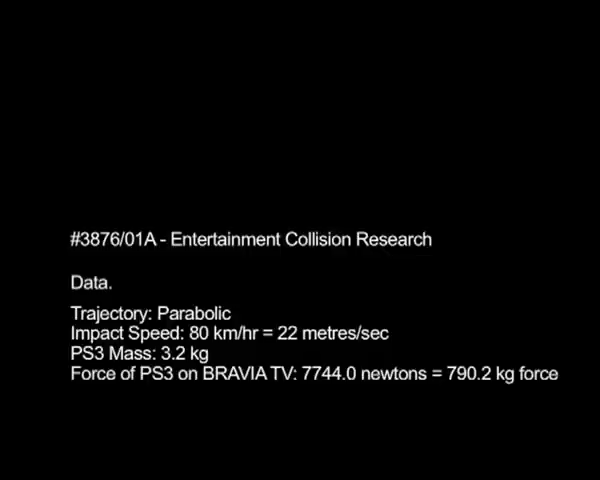 #3876/01A - Entertainment Collision Research
Data.
Trajectory: Parabolic
Impact Speed: 80 km/hr = 22 metres/sec
PS3 Mass: 3.2 kg
Force of PS3 on BRAVIA TV: 7744.0 newtons = 790.2 kg force